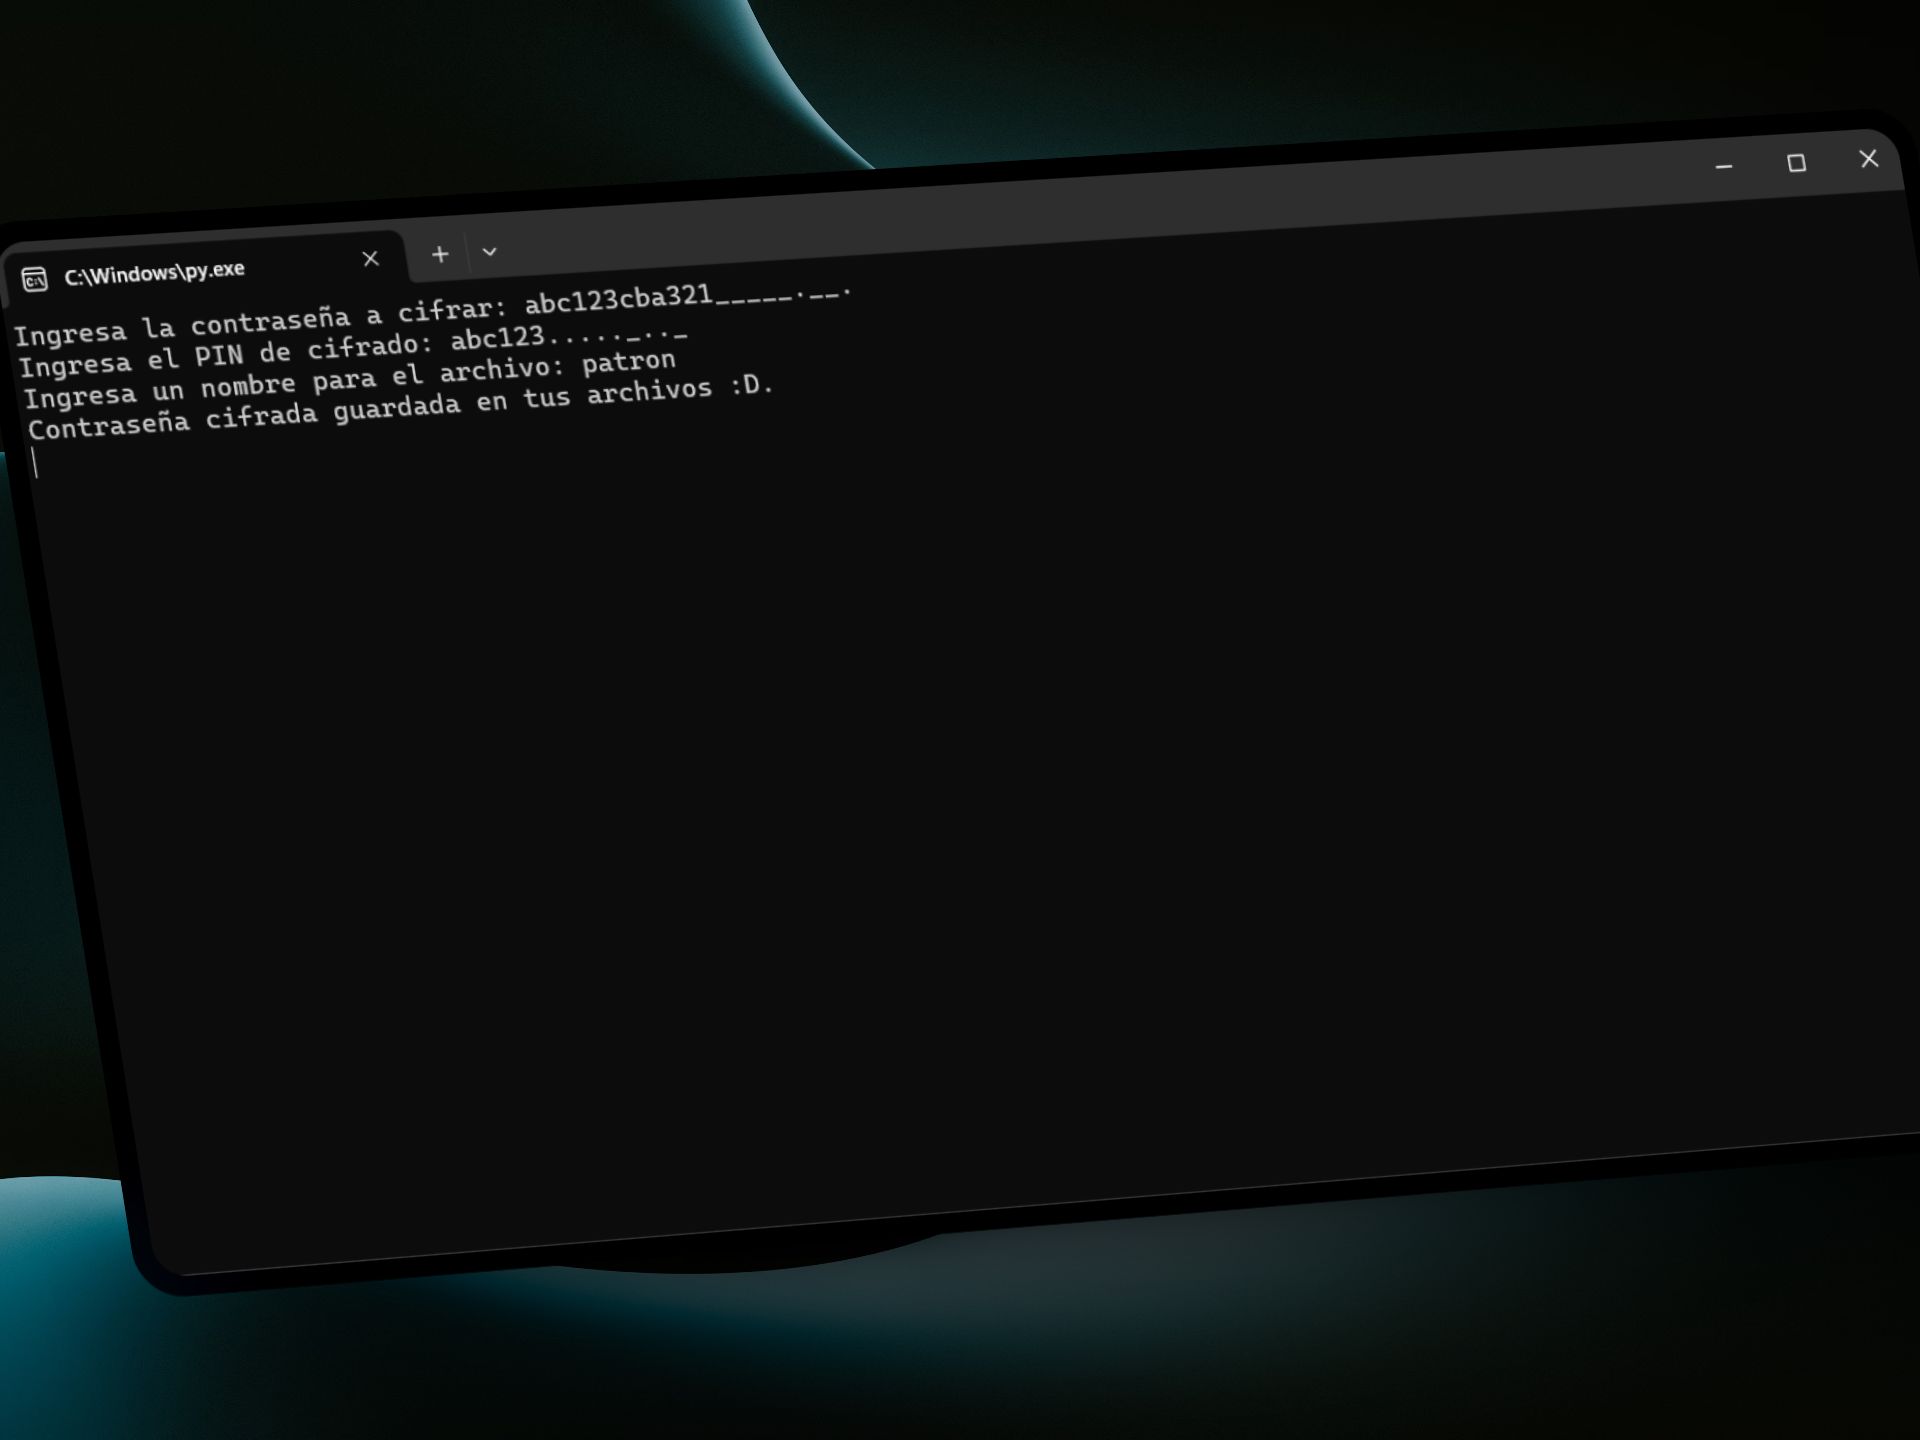 C:\Windows\py.exe
Ingresa la contraseña a cifrar: abc123cba321_____.__.
Ingresa el PIN de cifrado: abc123....._.._
Ingresa un nombre para el archivo: patron
Contraseña cifrada guardada en tus archivos :D.